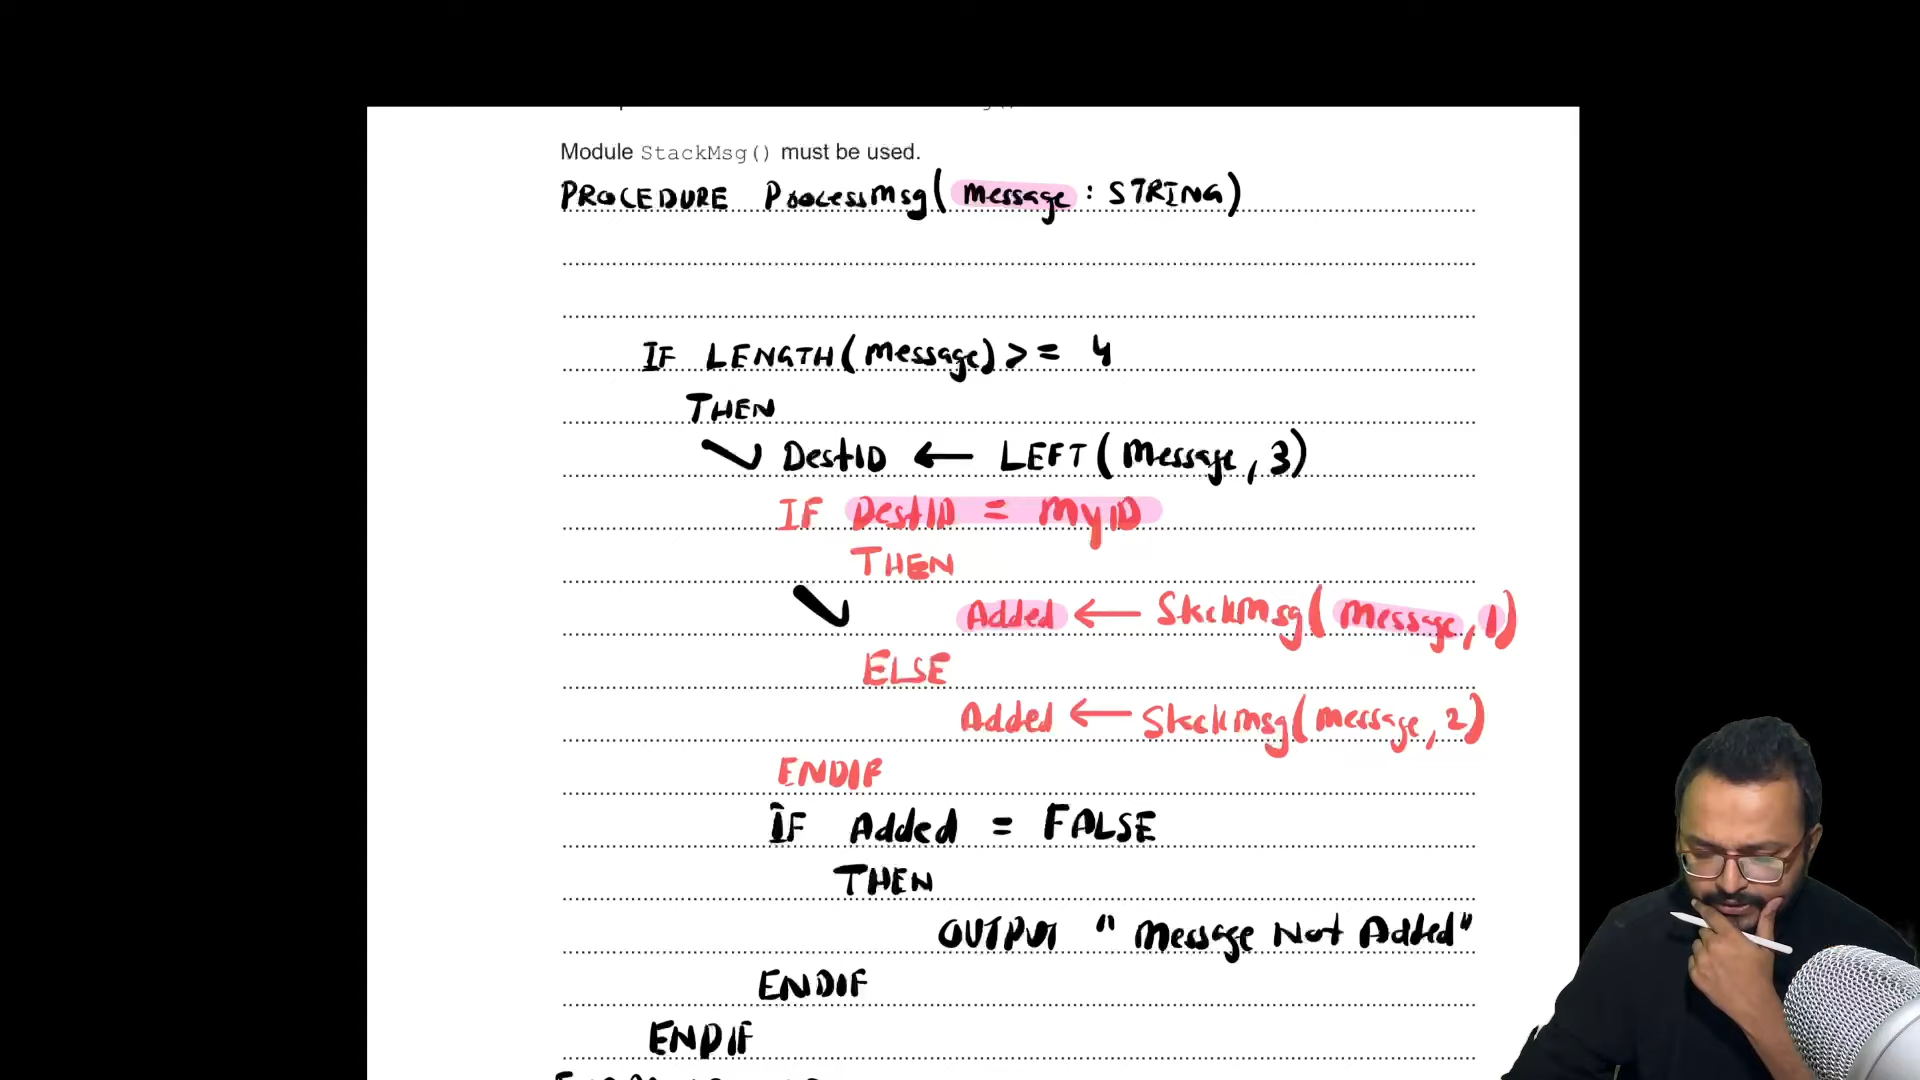 Module StackMsg() must be used.
PROCEDURE ProcessMsg(Message : STRING)
IF LENGTH(Message) >= 4
THEN
DestID ← LEFT(Message, 3)
IF DestID = MyID
THEN
Added ← StackMsg(Message, 1)
ELSE
Added ← StackMsg(Message, 2)
ENDIF
IF Added = FALSE
THEN
OUTPUT "Message Not Added"
ENDIF
ENDIF